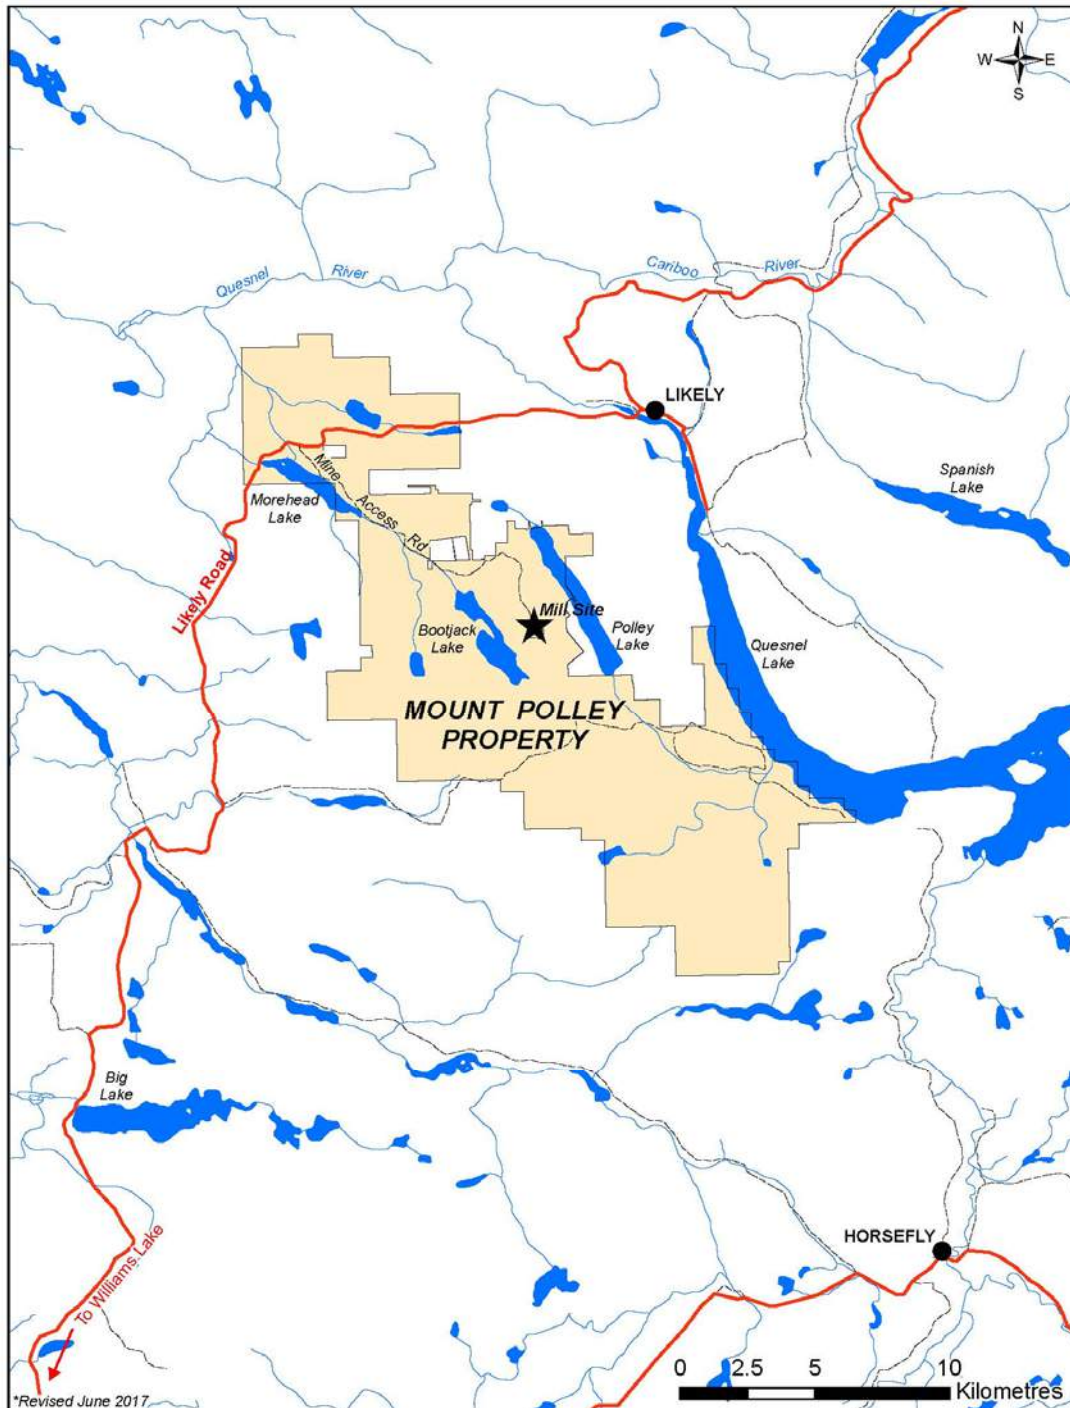 N
W E
S
Cariboo River
Quesnel River
LIKELY
Spanish
Lake
Morehead
Lake
Mine Access Rd
Likely Road
Mill Site
Bootjack
Lake
Polley
Lake
Quesnel
Lake
MOUNT POLLEY
PROPERTY
Big
Lake
HORSEFLY
To Williams Lake
0 2.5 5 10
Kilometres
*Revised June 2017